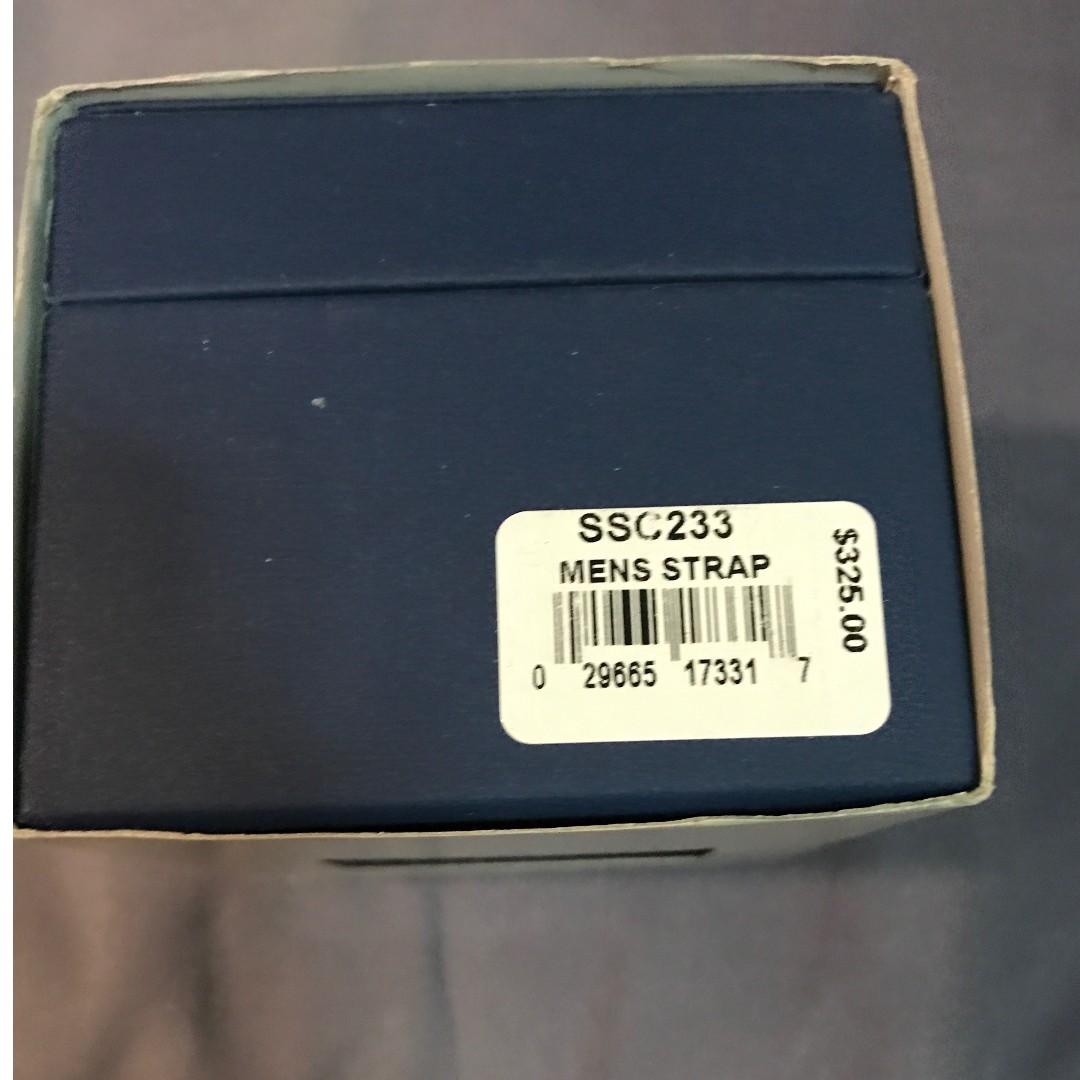 SSC233
MENS STRAP
0 29665 17331 7
$325.00